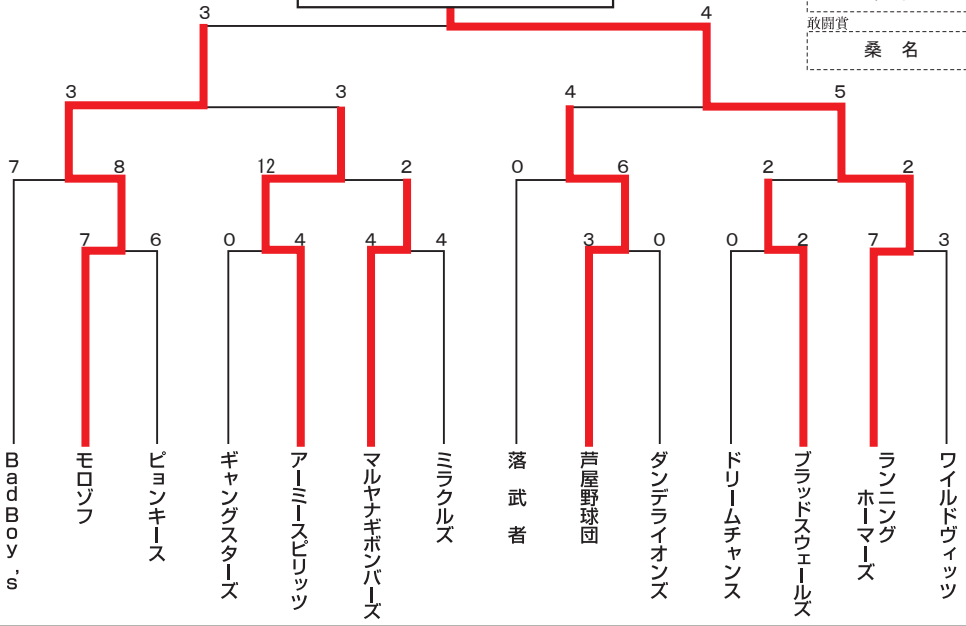 3
4
敢闘賞
桑 名
3
3
4
5
7
8
12
2
0
6
2
2
7
6
0
4
4
4
3
0
0
2
7
3
BadBoy's
モロゾフ
ピョンキース
ギャングスターズ
アーミースピリッツ
マルヤナギボンバーズ
ミラクルズ
落 武 者
芦屋野球団
ダンデライオンズ
ドリームチャンス
ブラッドスウェールズ
ランニング
ホーマーズ
ワイルドヴィッツ